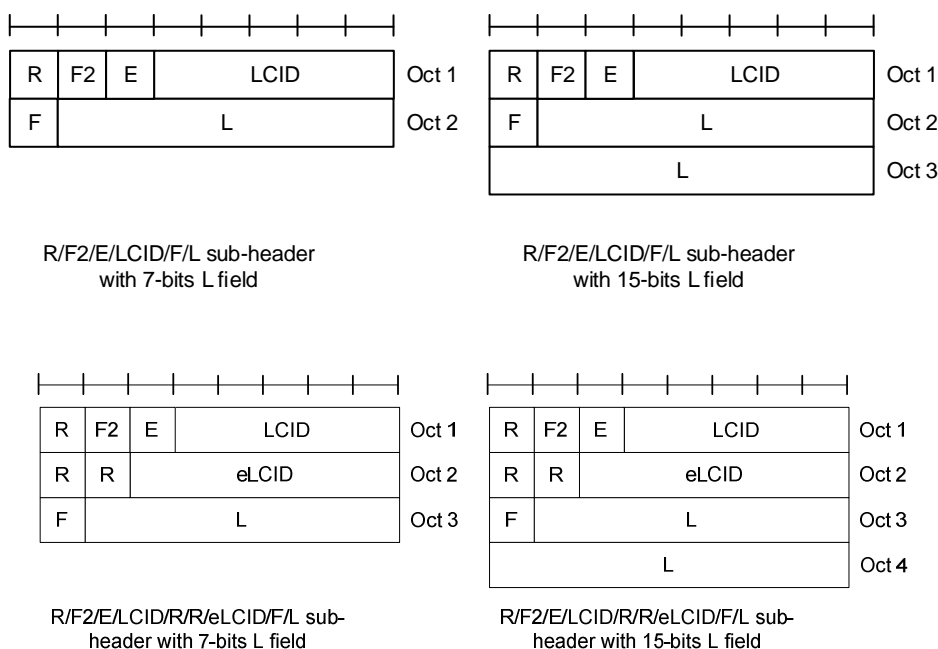 R F2 E LCID Oct 1
F L Oct 2
R/F2/E/LCID/F/L sub-header
with 7-bits L field
R F2 E LCID Oct 1
F L Oct 2
L Oct 3
R/F2/E/LCID/F/L sub-header
with 15-bits L field
R F2 E LCID Oct 1
R R eLCID Oct 2
F L Oct 3
R/F2/E/LCID/R/R/eLCID/F/L sub-
header with 7-bits L field
R F2 E LCID Oct 1
R R eLCID Oct 2
F L Oct 3
L Oct 4
R/F2/E/LCID/R/R/eLCID/F/L sub-
header with 15-bits L field